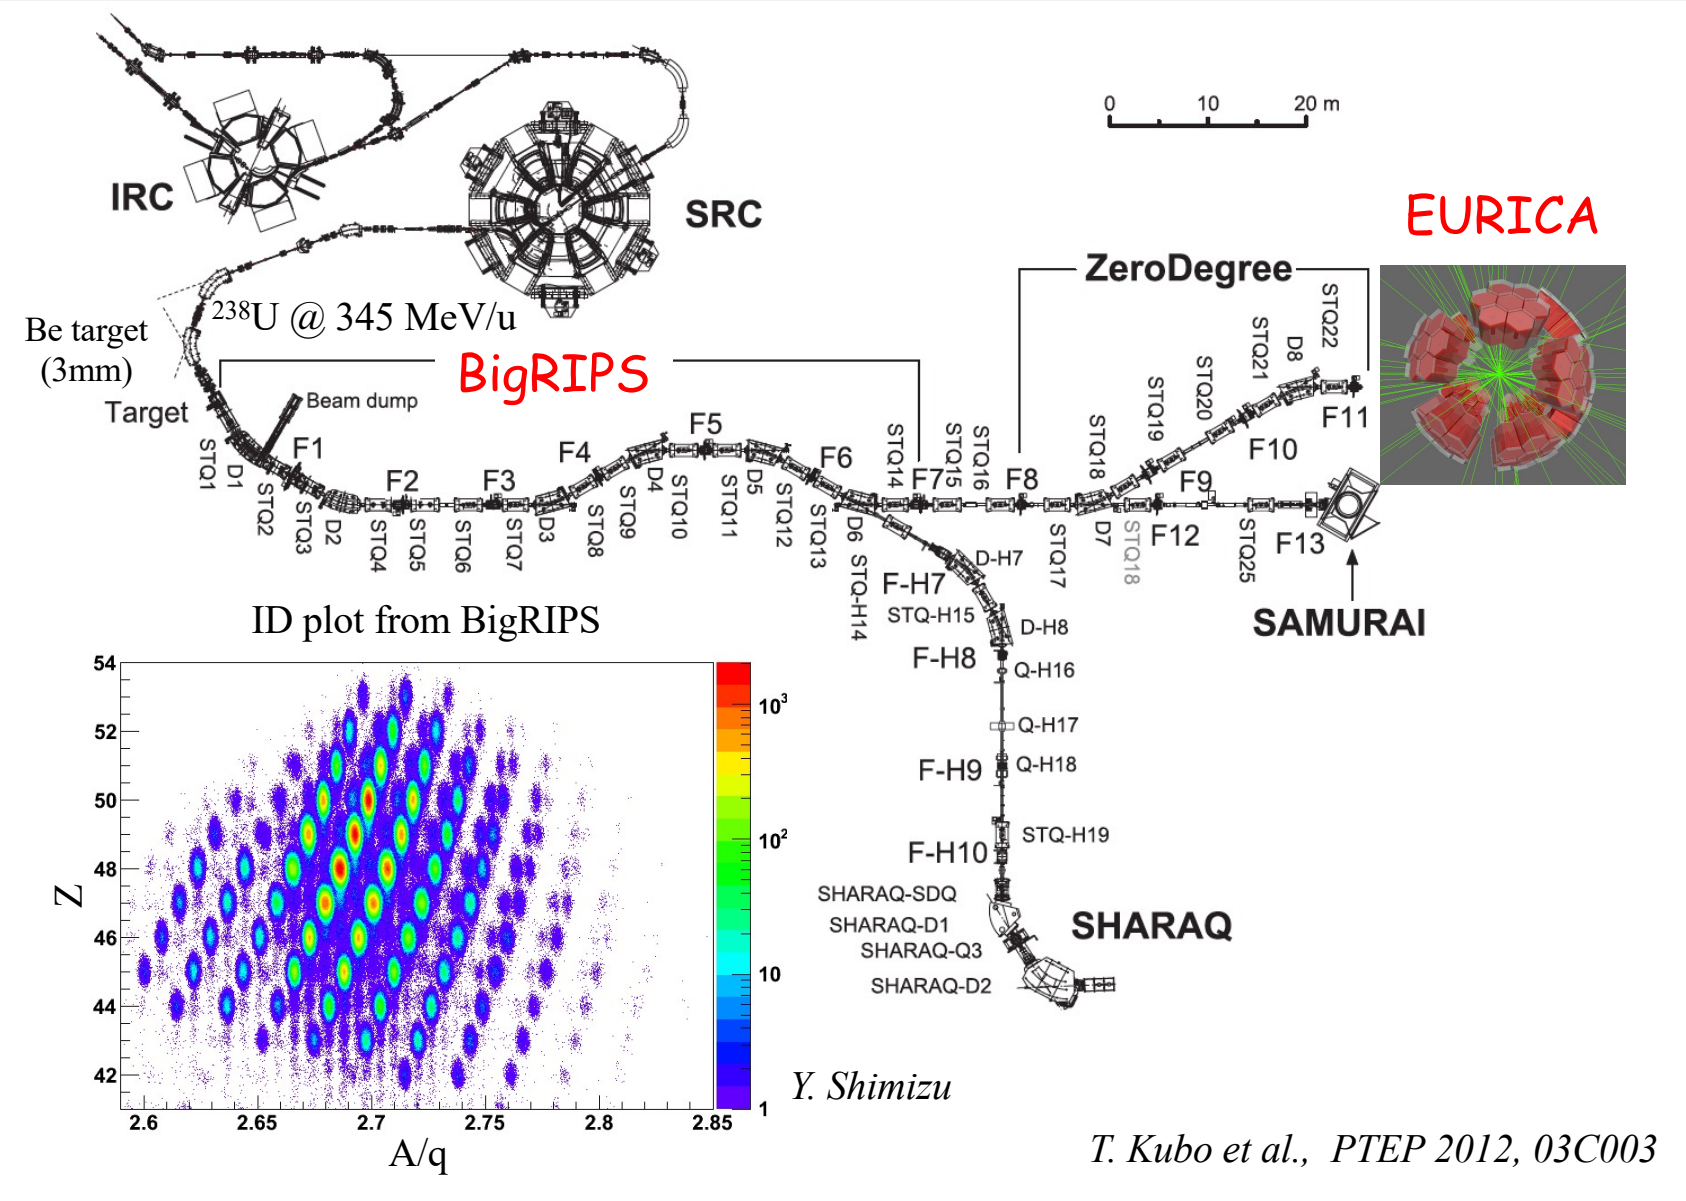 0 10 20 m
IRC
SRC
EURICA
ZeroDegree
²³⁸U @ 345 MeV/u
Be target
(3mm)
BigRIPS
Target
Beam dump
F1
F2
F3
F4
F5
F6
F7
F8
F9
F10
F11
F12
F13
STQ1
D1
STQ2
STQ3
D2
STQ4
STQ5
STQ6
STQ7
D3
STQ8
STQ9
D4
STQ10
STQ11
D5
STQ12
STQ13
D6
STQ-H14
STQ14
STQ15
STQ16
STQ17
STQ18
D7
STQ18
STQ19
STQ20
STQ21
D8
STQ22
STQ25
SAMURAI
F-H7
D-H7
STQ-H15
D-H8
F-H8
Q-H16
Q-H17
F-H9
Q-H18
STQ-H19
F-H10
SHARAQ-SDQ
SHARAQ-D1
SHARAQ
SHARAQ-Q3
SHARAQ-D2
ID plot from BigRIPS
54
52
50
48
46
44
42
Z
2.6 2.65 2.7 2.75 2.8 2.85
A/q
10³
10²
10
1
Y. Shimizu
T. Kubo et al., PTEP 2012, 03C003